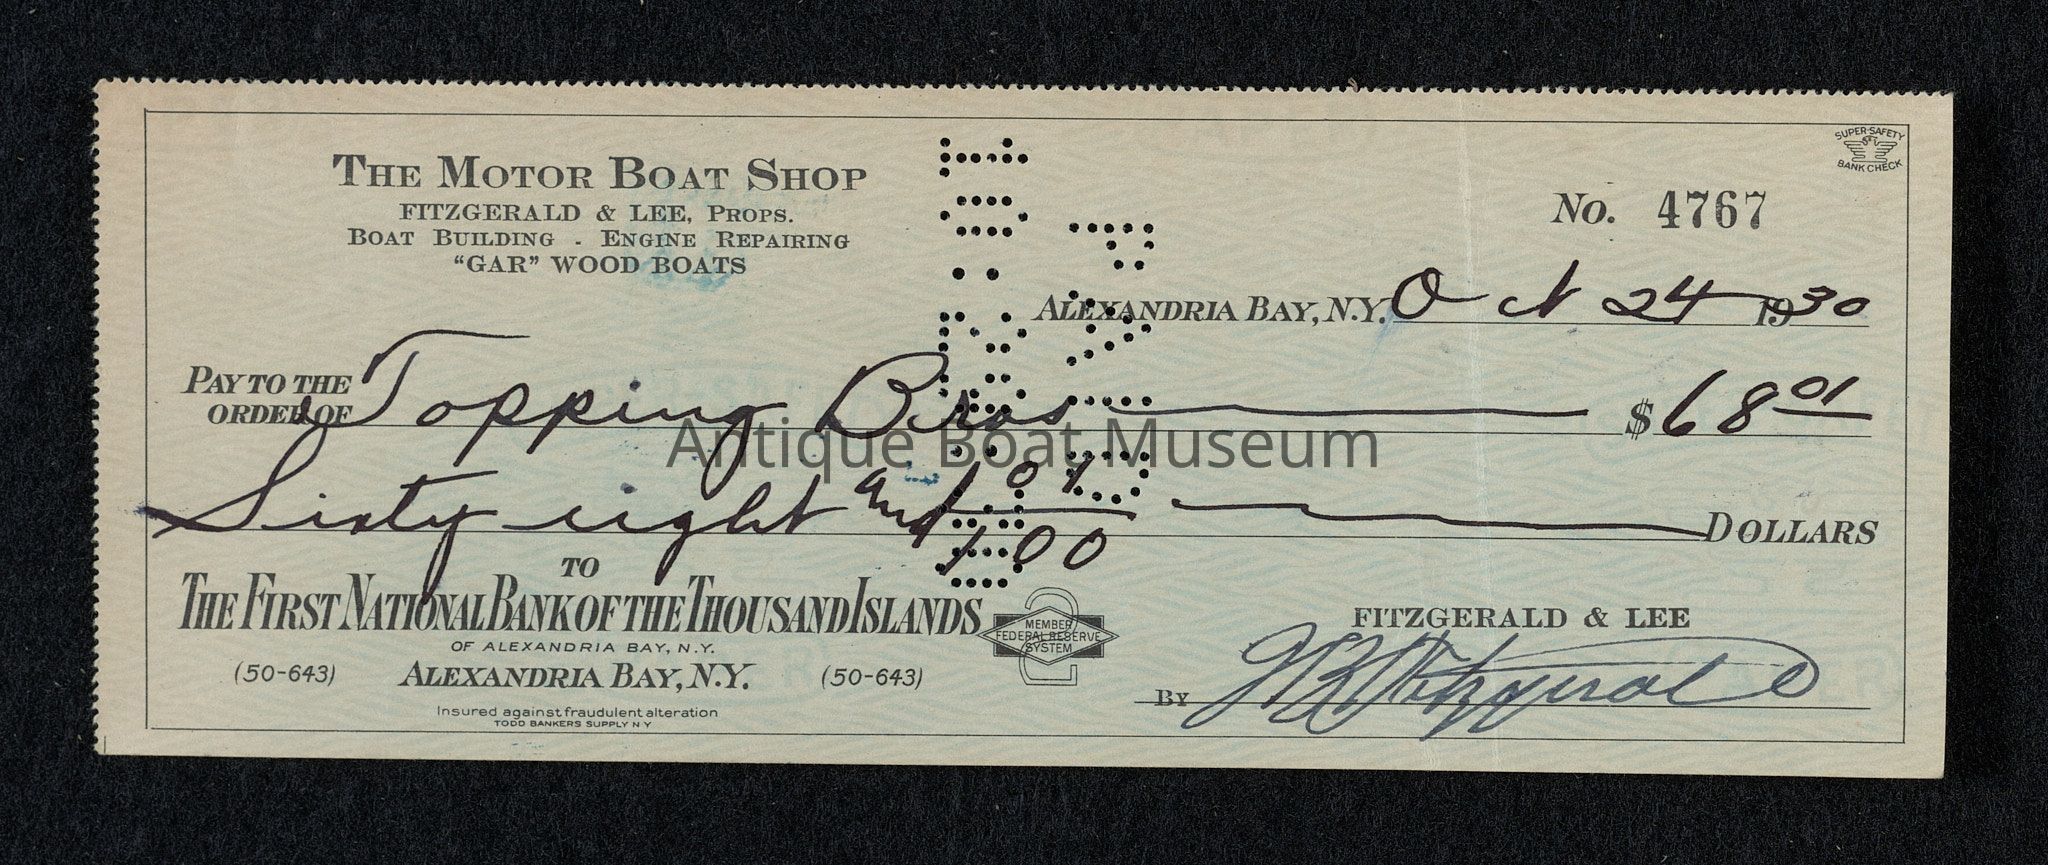 THE MOTOR BOAT SHOP
FITZGERALD & LEE, PROPS.
BOAT BUILDING - ENGINE REPAIRING
"GAR" WOOD BOATS
SUPER-SAFETY
BANK CHECK
No. 4767
ALEXANDRIA BAY, N.Y. Oct 24 1930
PAY TO THE
ORDER OF Topping Bros $68 01
Sixty eight and 01/100 DOLLARS
TO
THE FIRST NATIONAL BANK OF THE THOUSAND ISLANDS
OF ALEXANDRIA BAY, N.Y.
(50-643) ALEXANDRIA BAY, N.Y. (50-643)
Insured against fraudulent alteration
TODD BANKERS SUPPLY N Y
MEMBER
FEDERAL RESERVE
SYSTEM
FITZGERALD & LEE
BY Fitzgerald
Antique Boat Museum